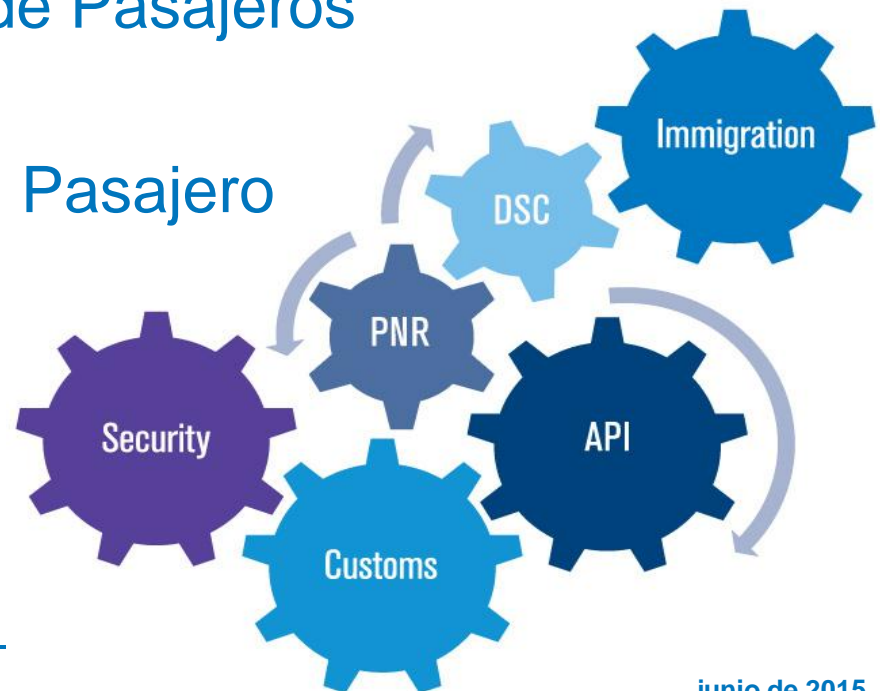 de Pasajeros
Pasajero
Immigration
DSC
PNR
Security
API
Customs
junio de 2015